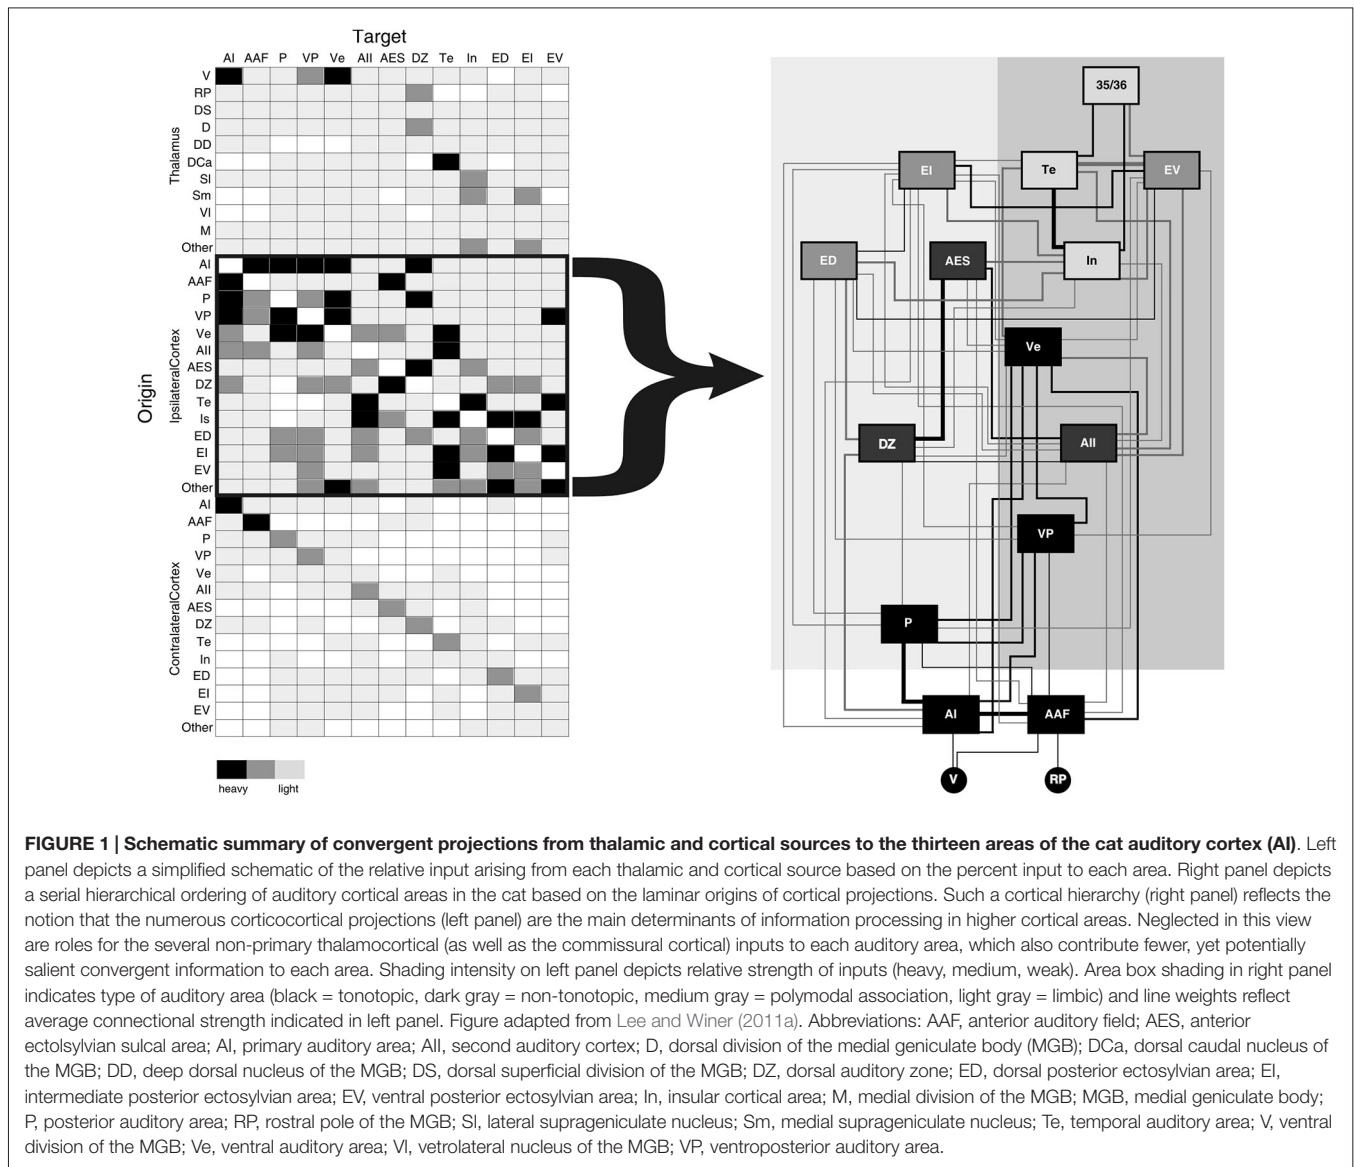 Target
AI AAF P VP Ve AII AES DZ Te In ED EI EV
Origin
Thalamus
V
RP
DS
D
DD
DCa
Sl
Sm
VI
M
Other
IpsilateralCortex
AI
AAF
P
VP
Ve
AII
AES
DZ
Te
Is
ED
EI
EV
Other
ContralateralCortex
AI
AAF
P
VP
Ve
AII
AES
DZ
Te
In
ED
EI
EV
Other
heavy light
35/36
EI Te EV
ED AES In
Ve
DZ AII
VP
P
AI AAF
V RP
FIGURE 1 | Schematic summary of convergent projections from thalamic and cortical sources to the thirteen areas of the cat auditory cortex (AI). Left
panel depicts a simplified schematic of the relative input arising from each thalamic and cortical source based on the percent input to each area. Right panel depicts
a serial hierarchical ordering of auditory cortical areas in the cat based on the laminar origins of cortical projections. Such a cortical hierarchy (right panel) reflects the
notion that the numerous corticocortical projections (left panel) are the main determinants of information processing in higher cortical areas. Neglected in this view
are roles for the several non-primary thalamocortical (as well as the commissural cortical) inputs to each auditory area, which also contribute fewer, yet potentially
salient convergent information to each area. Shading intensity on left panel depicts relative strength of inputs (heavy, medium, weak). Area box shading in right panel
indicates type of auditory area (black = tonotopic, dark gray = non-tonotopic, medium gray = polymodal association, light gray = limbic) and line weights reflect
average connectional strength indicated in left panel. Figure adapted from Lee and Winer (2011a). Abbreviations: AAF, anterior auditory field; AES, anterior
ectolsylvian sulcal area; AI, primary auditory area; AII, second auditory cortex; D, dorsal division of the medial geniculate body (MGB); DCa, dorsal caudal nucleus of
the MGB; DD, deep dorsal nucleus of the MGB; DS, dorsal superficial division of the MGB; DZ, dorsal auditory zone; ED, dorsal posterior ectosylvian area; EI,
intermediate posterior ectosylvian area; EV, ventral posterior ectosylvian area; In, insular cortical area; M, medial division of the MGB; MGB, medial geniculate body;
P, posterior auditory area; RP, rostral pole of the MGB; Sl, lateral suprageniculate nucleus; Sm, medial suprageniculate nucleus; Te, temporal auditory area; V, ventral
division of the MGB; Ve, ventral auditory area; Vl, vetrolateral nucleus of the MGB; VP, ventroposterior auditory area.